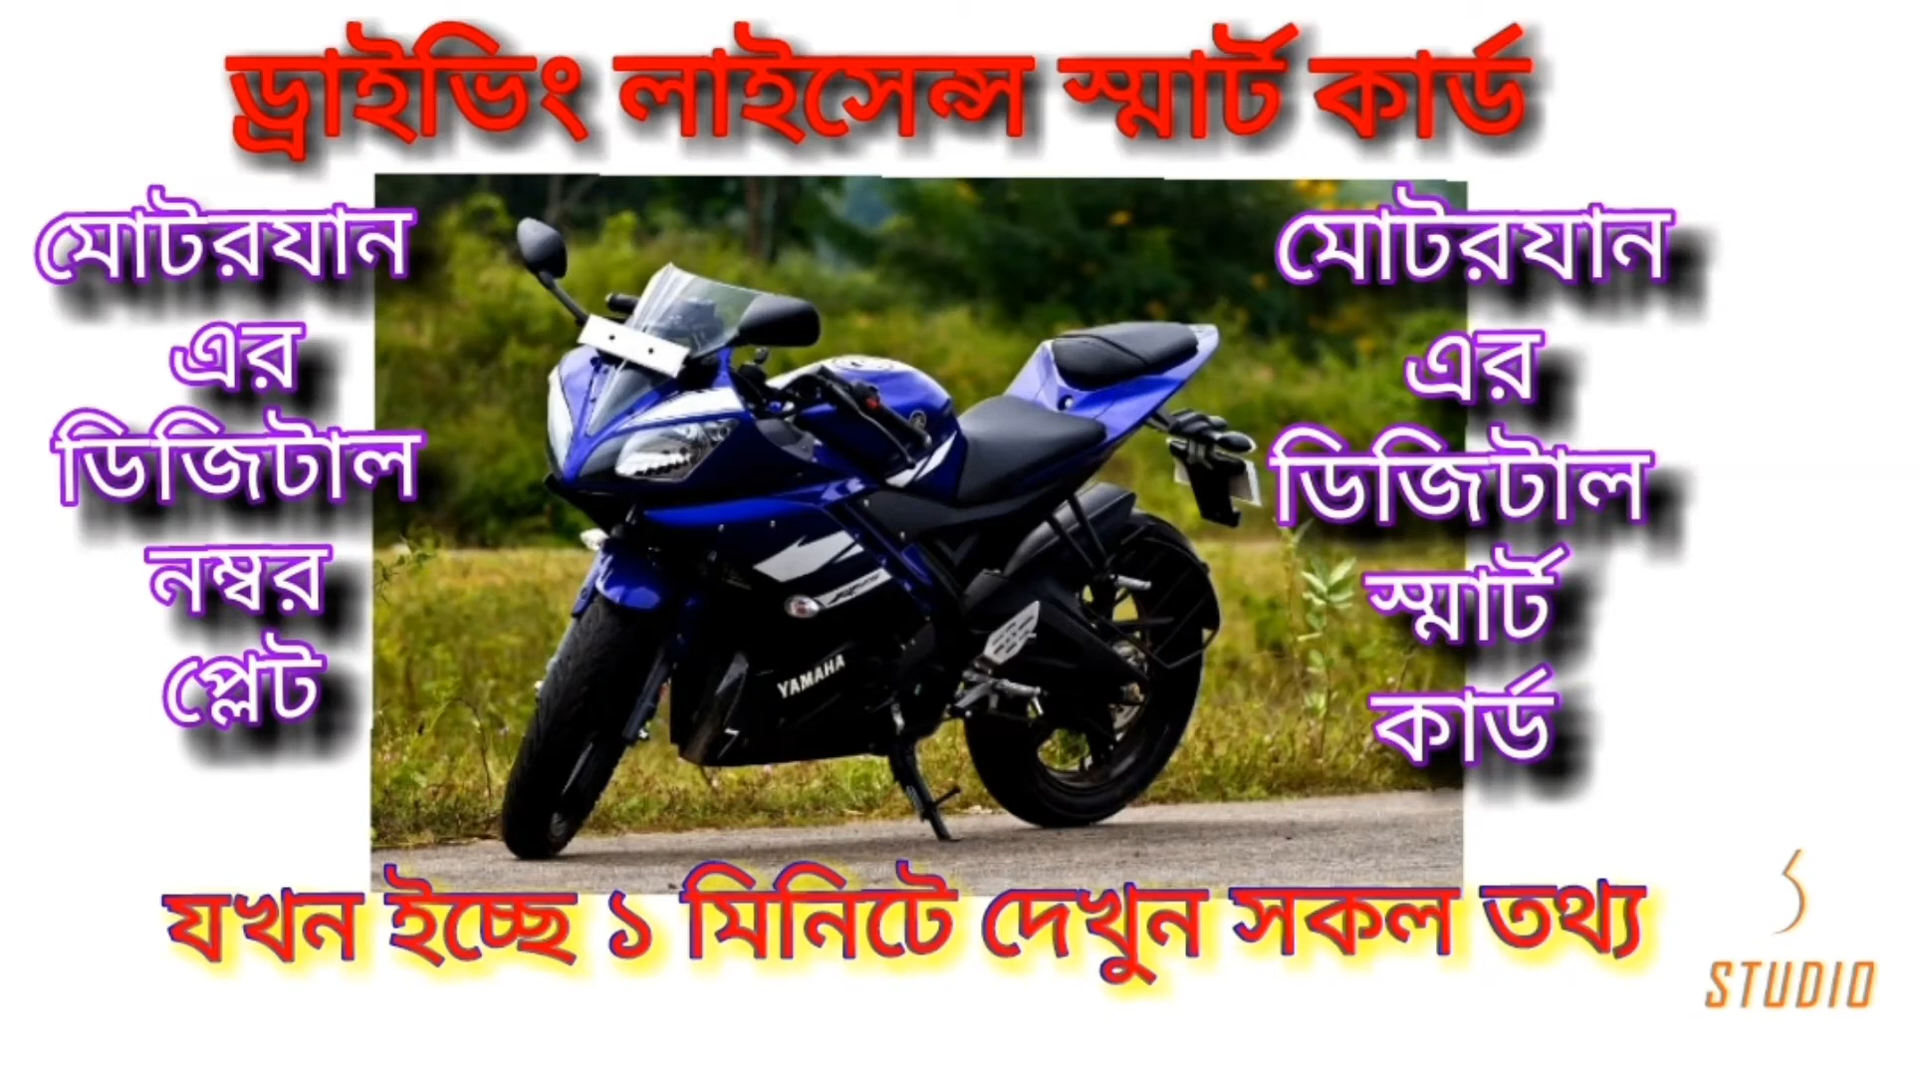 ড্রাইভিং লাইসেন্স স্মার্ট কার্ড
মোটরযান
এর
ডিজিটাল
নম্বর
প্লেট
মোটরযান
এর
ডিজিটাল
স্মার্ট
কার্ড
YAMAHA
যখন ইচ্ছে ১ মিনিটে দেখুন সকল তথ্য
S
STUDIO